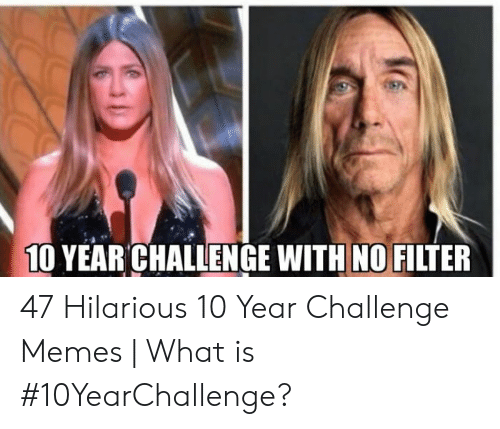 10 YEAR CHALLENGE WITH NO FILTER
47 Hilarious 10 Year Challenge
Memes | What is
#10YearChallenge?